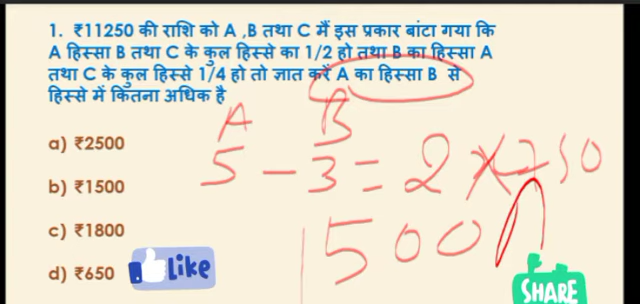 1. ₹11250 की राशि को A ,B तथा C मैं इस प्रकार बांटा गया कि
A हिस्सा B तथा C के कुल हिस्से का 1/2 हो तथा B का हिस्सा A
तथा C के कुल हिस्से 1/4 हो तो ज्ञात करें A का हिस्सा B से
हिस्से में कितना अधिक है
A B
5 - 3 = 2 × 750
1500
a) ₹2500
b) ₹1500
c) ₹1800
d) ₹650
Like
SHARE